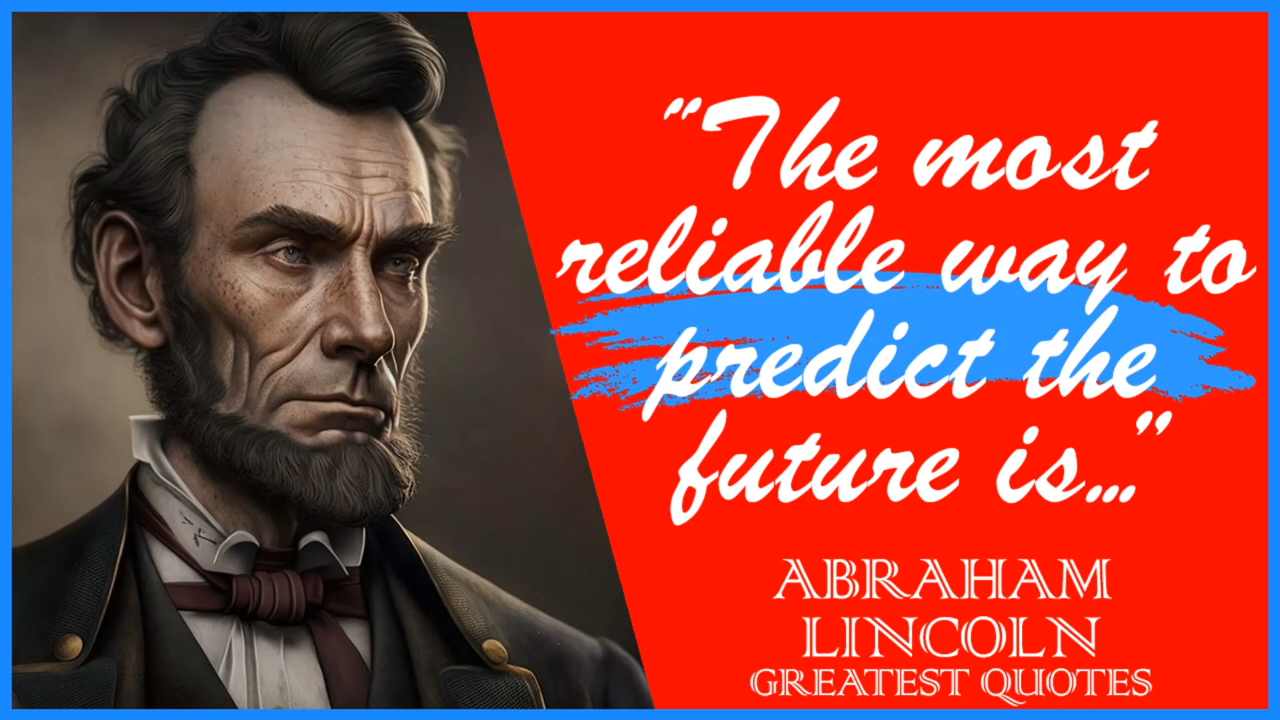 “The most
reliable way to
predict the
future is...”
ABRAHAM
LINCOLN
GREATEST QUOTES